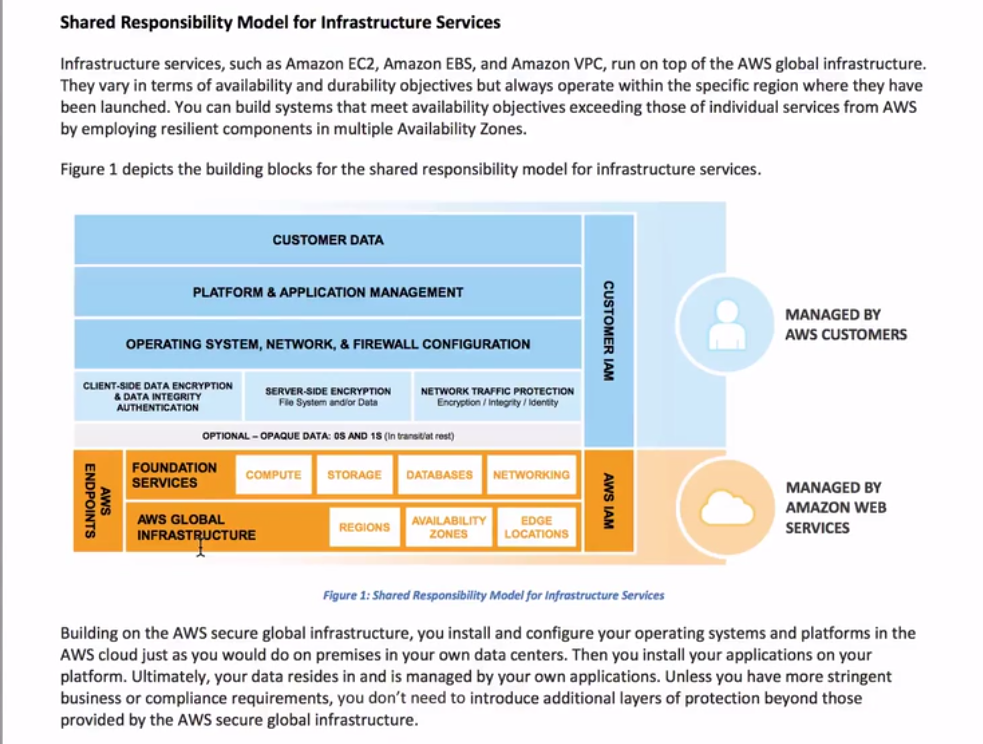 Shared Responsibility Model for Infrastructure Services
Infrastructure services, such as Amazon EC2, Amazon EBS, and Amazon VPC, run on top of the AWS global infrastructure.
They vary in terms of availability and durability objectives but always operate within the specific region where they have
been launched. You can build systems that meet availability objectives exceeding those of individual services from AWS
by employing resilient components in multiple Availability Zones.
Figure 1 depicts the building blocks for the shared responsibility model for infrastructure services.
CUSTOMER DATA
PLATFORM & APPLICATION MANAGEMENT
OPERATING SYSTEM, NETWORK, & FIREWALL CONFIGURATION
CLIENT-SIDE DATA ENCRYPTION
& DATA INTEGRITY
AUTHENTICATION
SERVER-SIDE ENCRYPTION
File System and/or Data
NETWORK TRAFFIC PROTECTION
Encryption / Integrity / Identity
OPTIONAL – OPAQUE DATA: 0S AND 1S (in transit/at rest)
CUSTOMER IAM
MANAGED BY
AWS CUSTOMERS
AWS
ENDPOINTS
FOUNDATION
SERVICES
COMPUTE
STORAGE
DATABASES
NETWORKING
AWS GLOBAL
INFRASTRUCTURE
REGIONS
AVAILABILITY
ZONES
EDGE
LOCATIONS
AWS IAM
MANAGED BY
AMAZON WEB
SERVICES
Figure 1: Shared Responsibility Model for Infrastructure Services
Building on the AWS secure global infrastructure, you install and configure your operating systems and platforms in the
AWS cloud just as you would do on premises in your own data centers. Then you install your applications on your
platform. Ultimately, your data resides in and is managed by your own applications. Unless you have more stringent
business or compliance requirements, you don't need to introduce additional layers of protection beyond those
provided by the AWS secure global infrastructure.